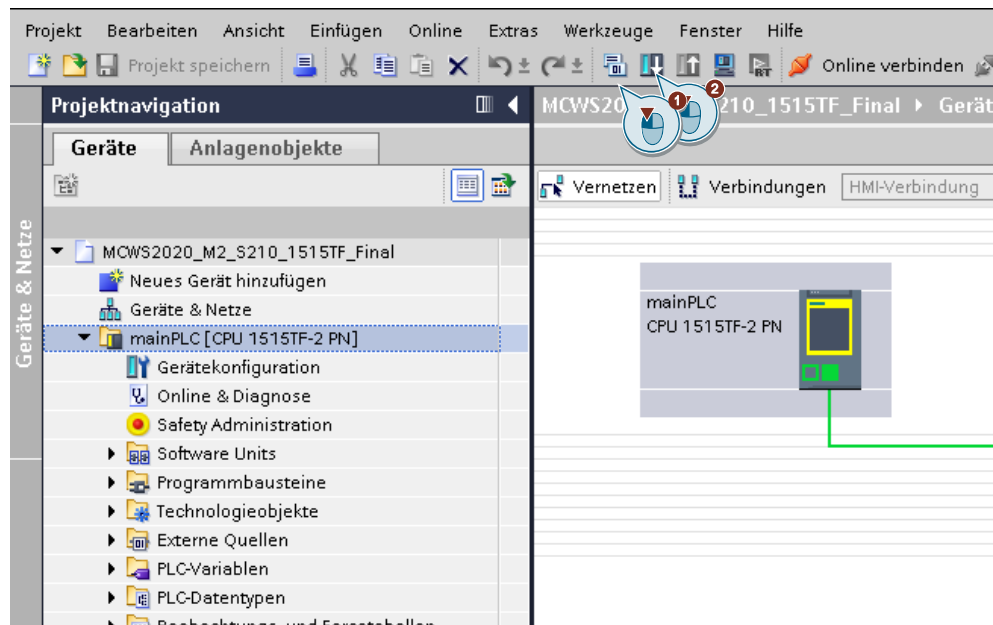 Projekt Bearbeiten Ansicht Einfügen Online Extras Werkzeuge Fenster Hilfe
Projekt speichern Online verbinden
1 2
Projektnavigation
MCWS20 210_1515TF_Final Gerät
Geräte Anlagenobjekte
Vernetzen Verbindungen HMI-Verbindung
Geräte & Netze
MCWS2020_M2_S210_1515TF_Final
Neues Gerät hinzufügen
Geräte & Netze
mainPLC [CPU 1515TF-2 PN]
Gerätekonfiguration
Online & Diagnose
Safety Administration
Software Units
Programmbausteine
Technologieobjekte
Externe Quellen
PLC-Variablen
PLC-Datentypen
mainPLC
CPU 1515TF-2 PN